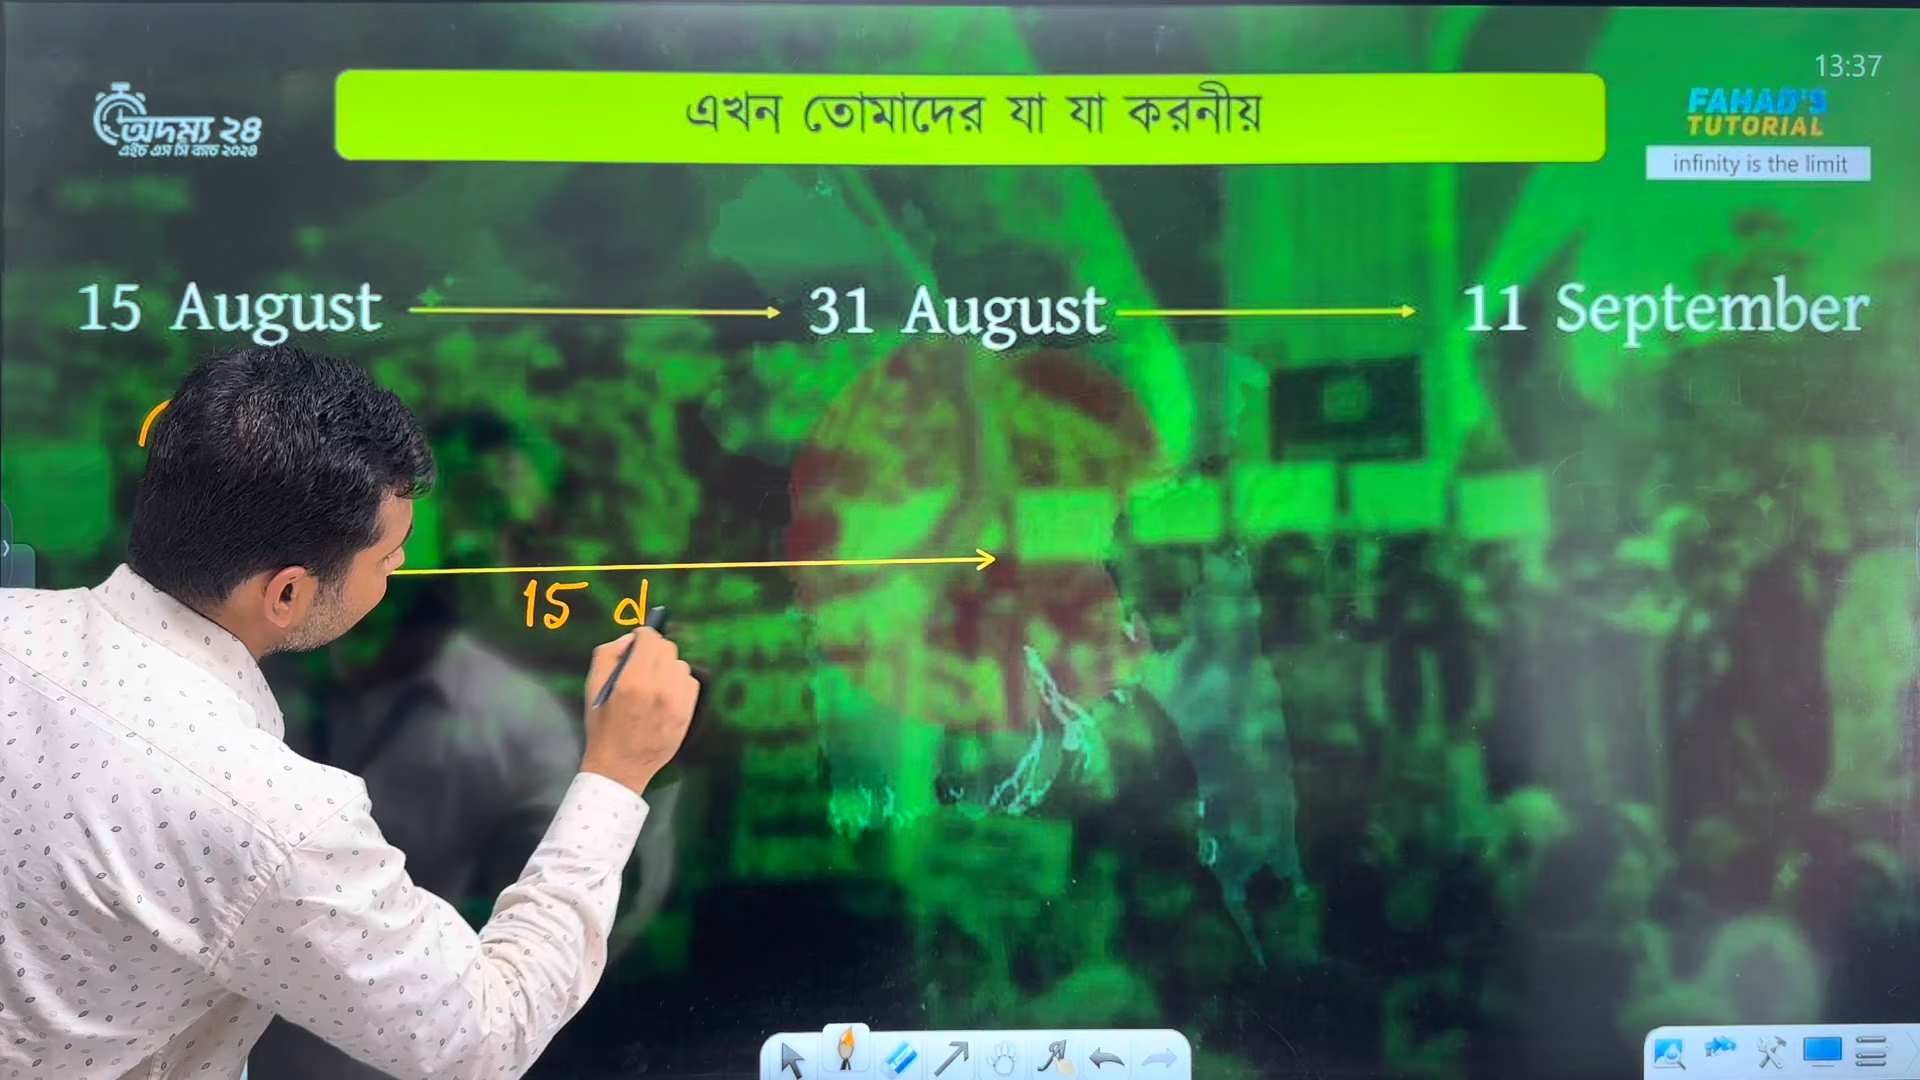 13:37
অদম্য ২৪
এইচ এস সি ব্যাচ ২০২৪
এখন তোমাদের যা যা করনীয়
FAHAD'S
TUTORIAL
infinity is the limit
15 August 31 August 11 September
15 d